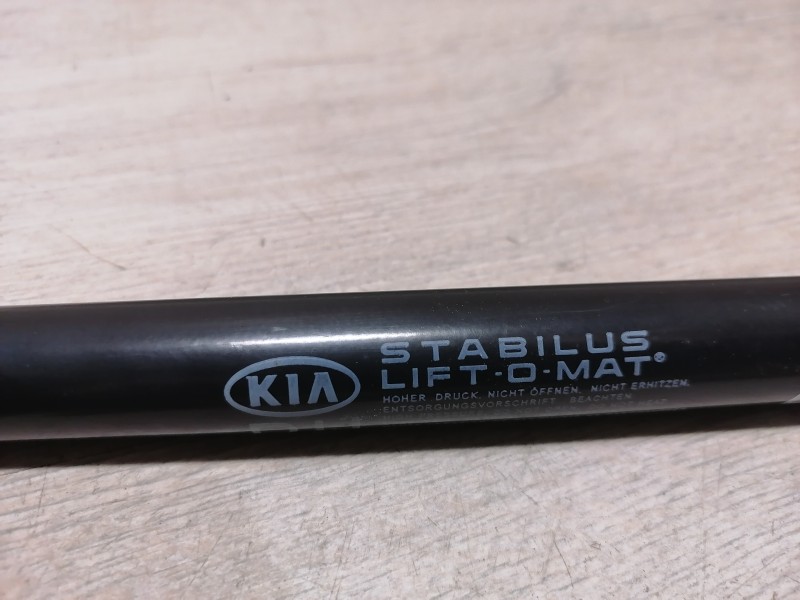 KIA
STABILUS
LIFT-O-MAT®
HOHER DRUCK. NICHT ÖFFNEN. NICHT ERHITZEN.
ENTSORGUNGSVORSCHRIFT BEACHTEN.